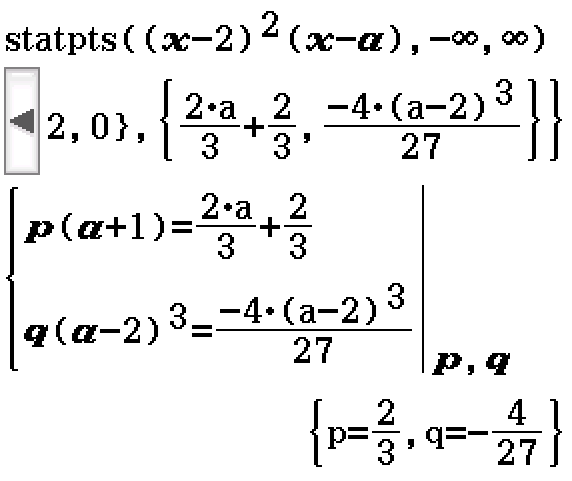 statpts((x-2)^2(x-a),-∞,∞)
◀ 2,0},{2·a/3+2/3,-4·(a-2)^3/27}}
{p(a+1)=2·a/3+2/3
q(a-2)^3=-4·(a-2)^3/27|p,q
{p=2/3,q=-4/27}